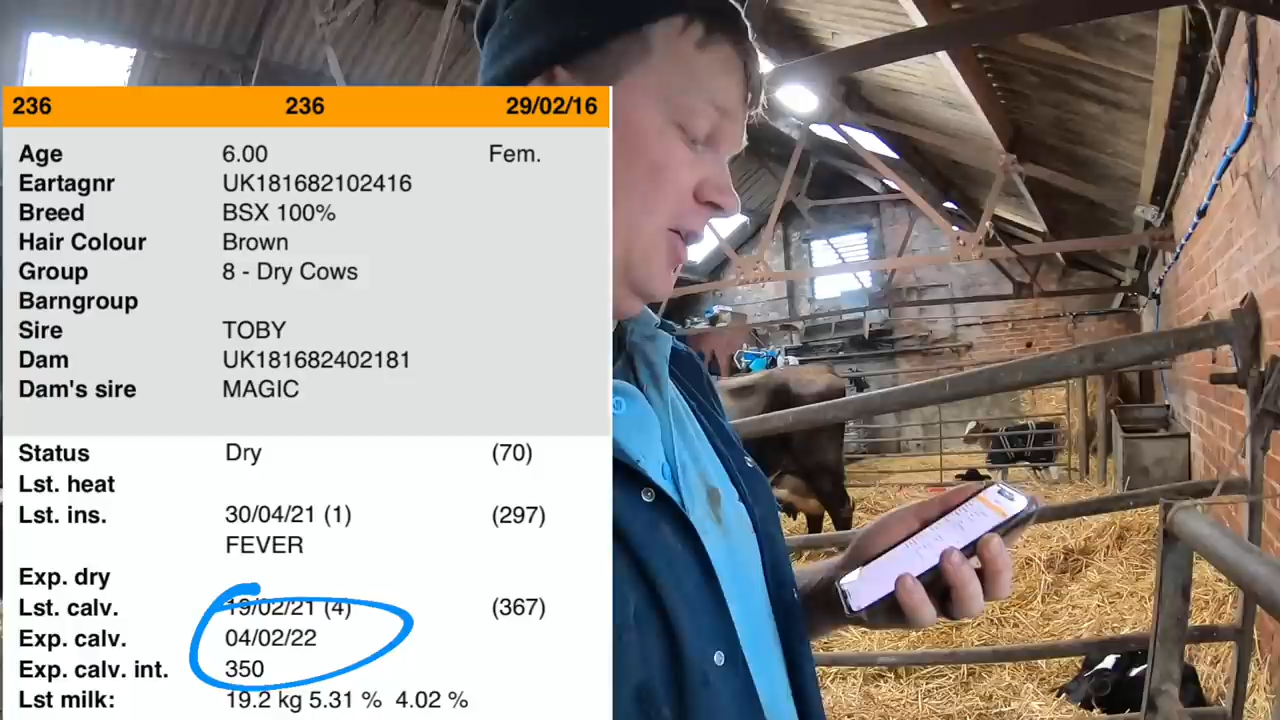 236 236 29/02/16
Age 6.00 Fem.
Eartagnr UK181682102416
Breed BSX 100%
Hair Colour Brown
Group 8 - Dry Cows
Barngroup
Sire TOBY
Dam UK181682402181
Dam's sire MAGIC
Status Dry (70)
Lst. heat
Lst. ins. 30/04/21 (1) (297)
FEVER
Exp. dry
Lst. calv. 19/02/21 (4) (367)
Exp. calv. 04/02/22
Exp. calv. int. 350
Lst milk: 19.2 kg 5.31 % 4.02 %